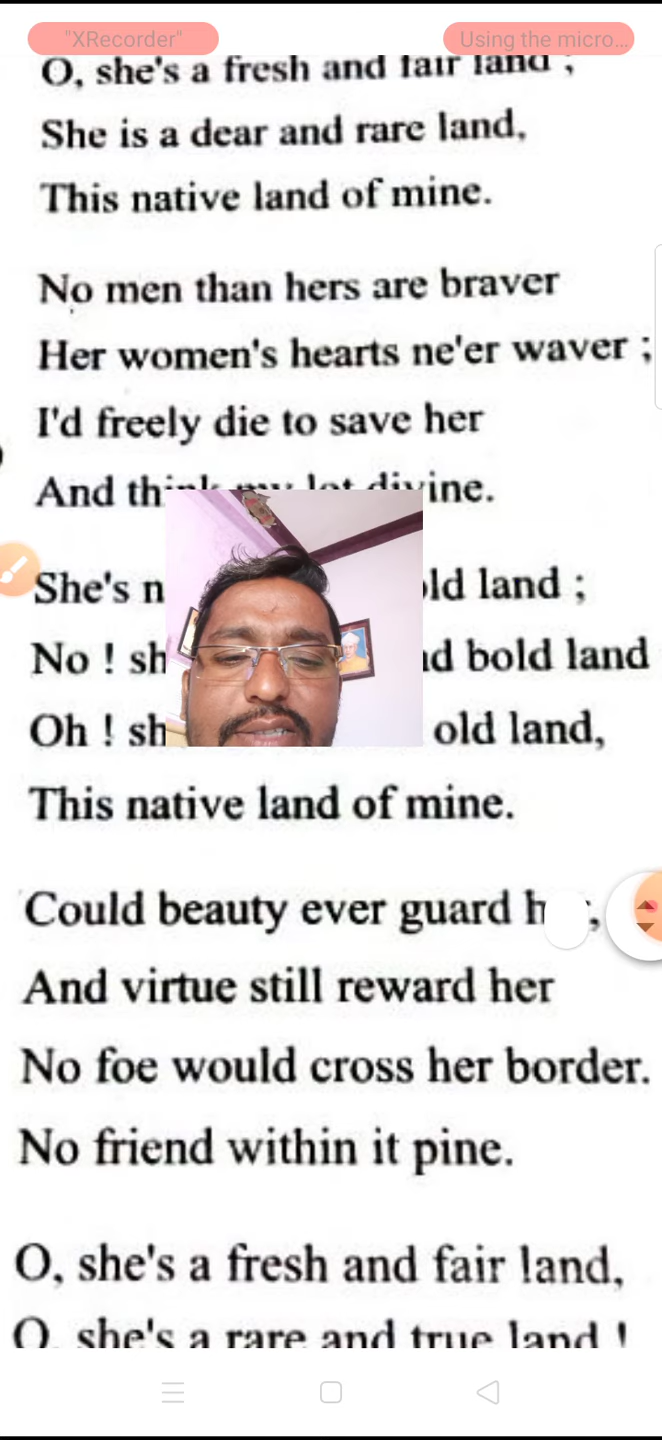 "XRecorder"
Using the micro...
O, she's a fresh and fair land ;
She is a dear and rare land,
This native land of mine.
No men than hers are braver
Her women's hearts ne'er waver ;
I'd freely die to save her
And think my lot divine.
She's n ld land ;
No ! sh d bold land
Oh ! sh old land,
This native land of mine.
Could beauty ever guard h ,
And virtue still reward her
No foe would cross her border.
No friend within it pine.
O, she's a fresh and fair land,
O, she's a rare and true land !